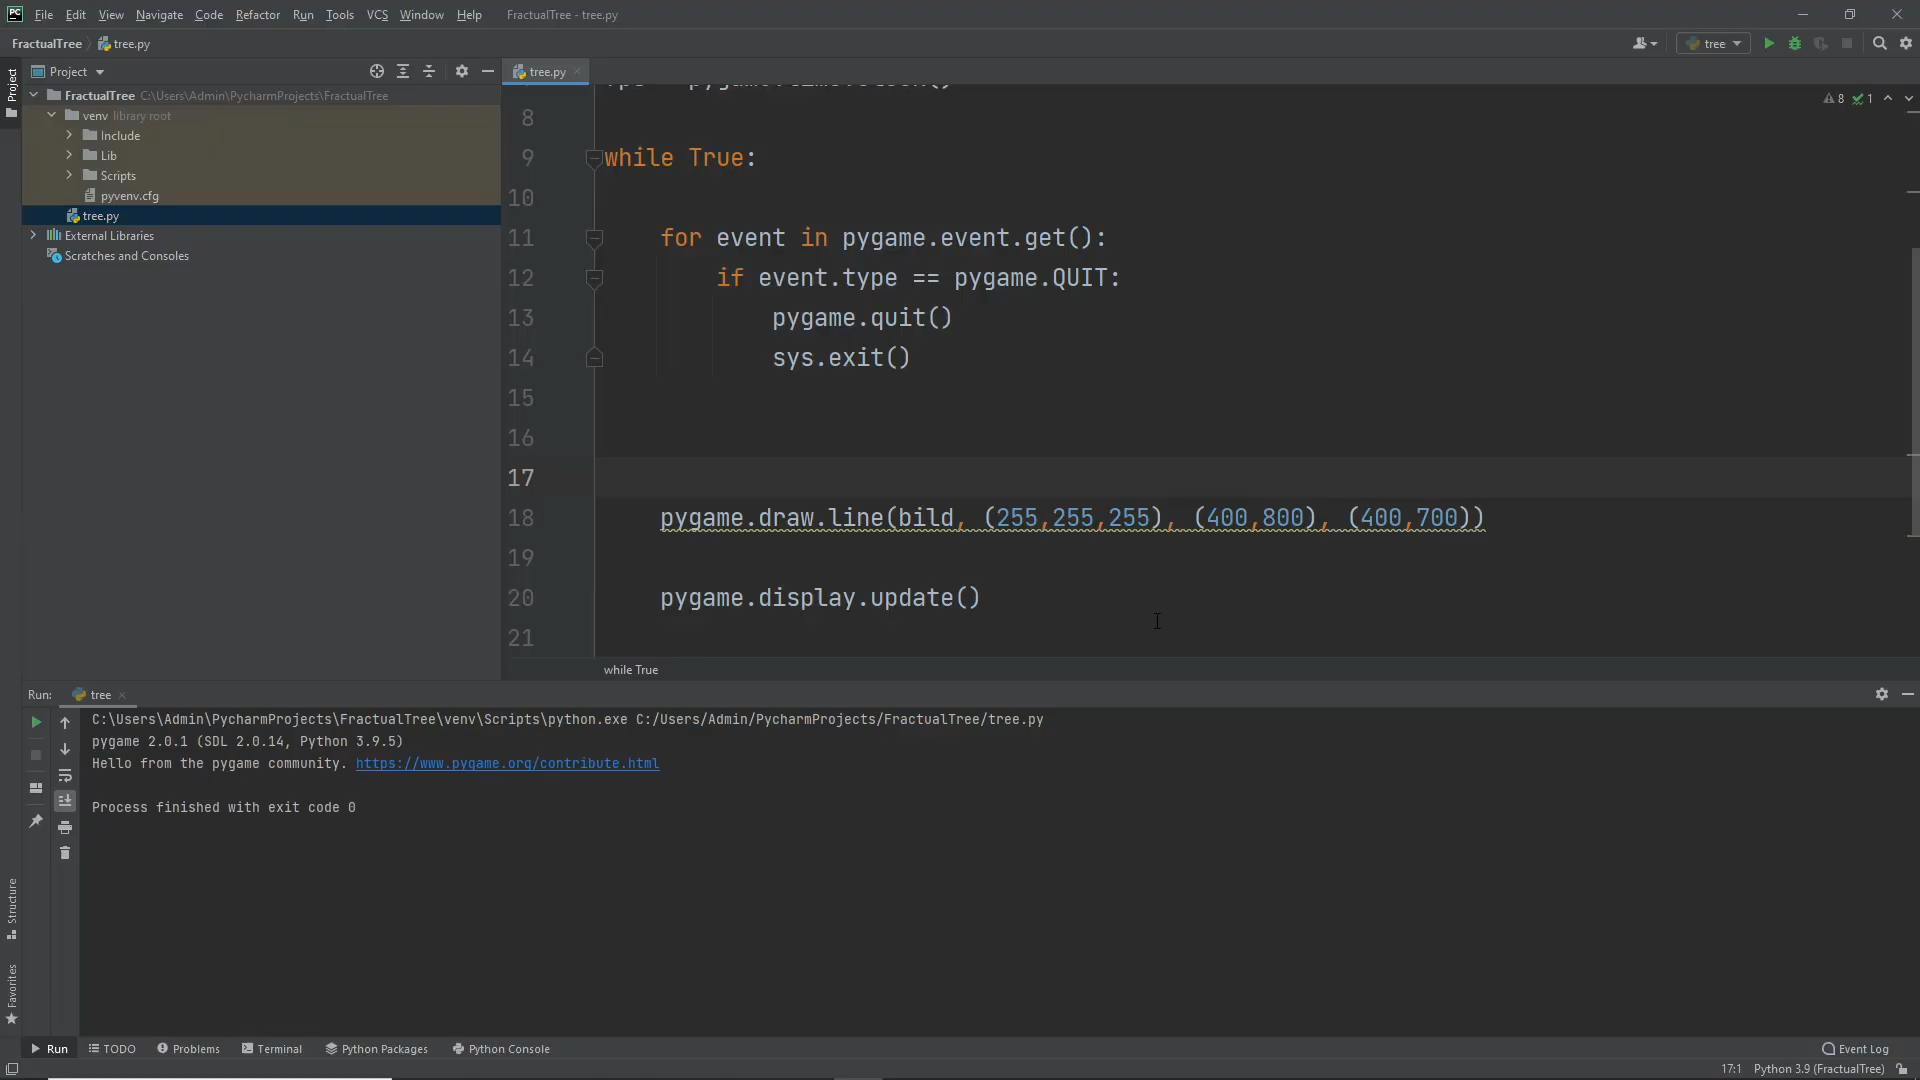 PC File Edit View Navigate Code Refactor Run Tools VCS Window Help FractualTree - tree.py
FractualTree tree.py
tree
Project
Project
tree.py
FractualTree C:\Users\Admin\PycharmProjects\FractualTree
venv library root
Include
Lib
Scripts
pyvenv.cfg
tree.py
External Libraries
Scratches and Consoles
8 1
8
9 while True:
10
11 for event in pygame.event.get():
12 if event.type == pygame.QUIT:
13 pygame.quit()
14 sys.exit()
15
16
17
18 pygame.draw.line(bild, (255,255,255), (400,800), (400,700))
19
20 pygame.display.update()
21
while True
Run: tree
C:\Users\Admin\PycharmProjects\FractualTree\venv\Scripts\python.exe C:/Users/Admin/PycharmProjects/FractualTree/tree.py
pygame 2.0.1 (SDL 2.0.14, Python 3.9.5)
Hello from the pygame community. https://www.pygame.org/contribute.html
Process finished with exit code 0
Structure
Favorites
Run TODO Problems Terminal Python Packages Python Console Event Log
17:1 Python 3.9 (FractualTree)